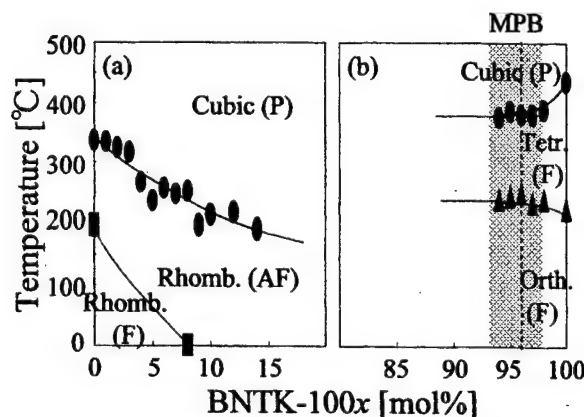 MPB
500
(a)
(b)
Cubic (P)
Cubic (P)
400
300
Tetr.
(F)
200
Rhomb. (AF)
100
Rhomb.
(F)
Orth.
(F)
0
Temperature [℃]
0 5 10 15
85 90 95 100
BNTK-100x [mol%]